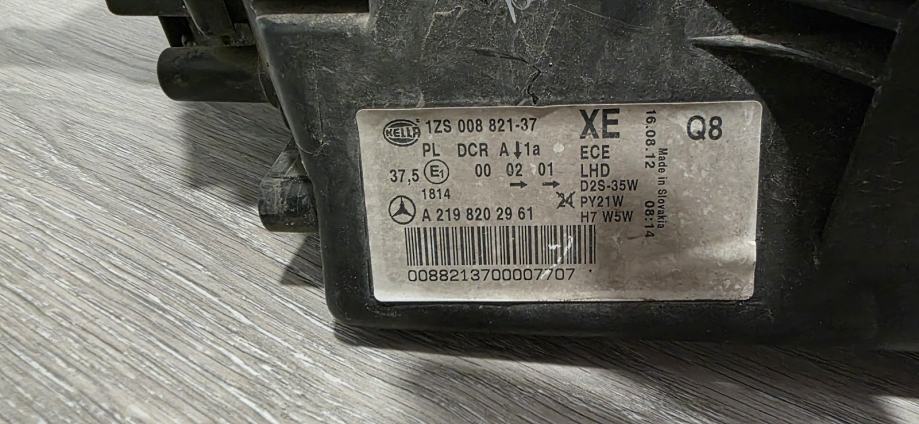 HELLA 1ZS 008 821-37
PL DCR A ↓ 1a
37,5 E1 00 02 01
→ →
1814
A 219 820 29 61
0088213700007707
XE
ECE
LHD
D2S-35W
PY21W
H7 W5W
16.08.12 08:14
Made in Slovakia
Q8